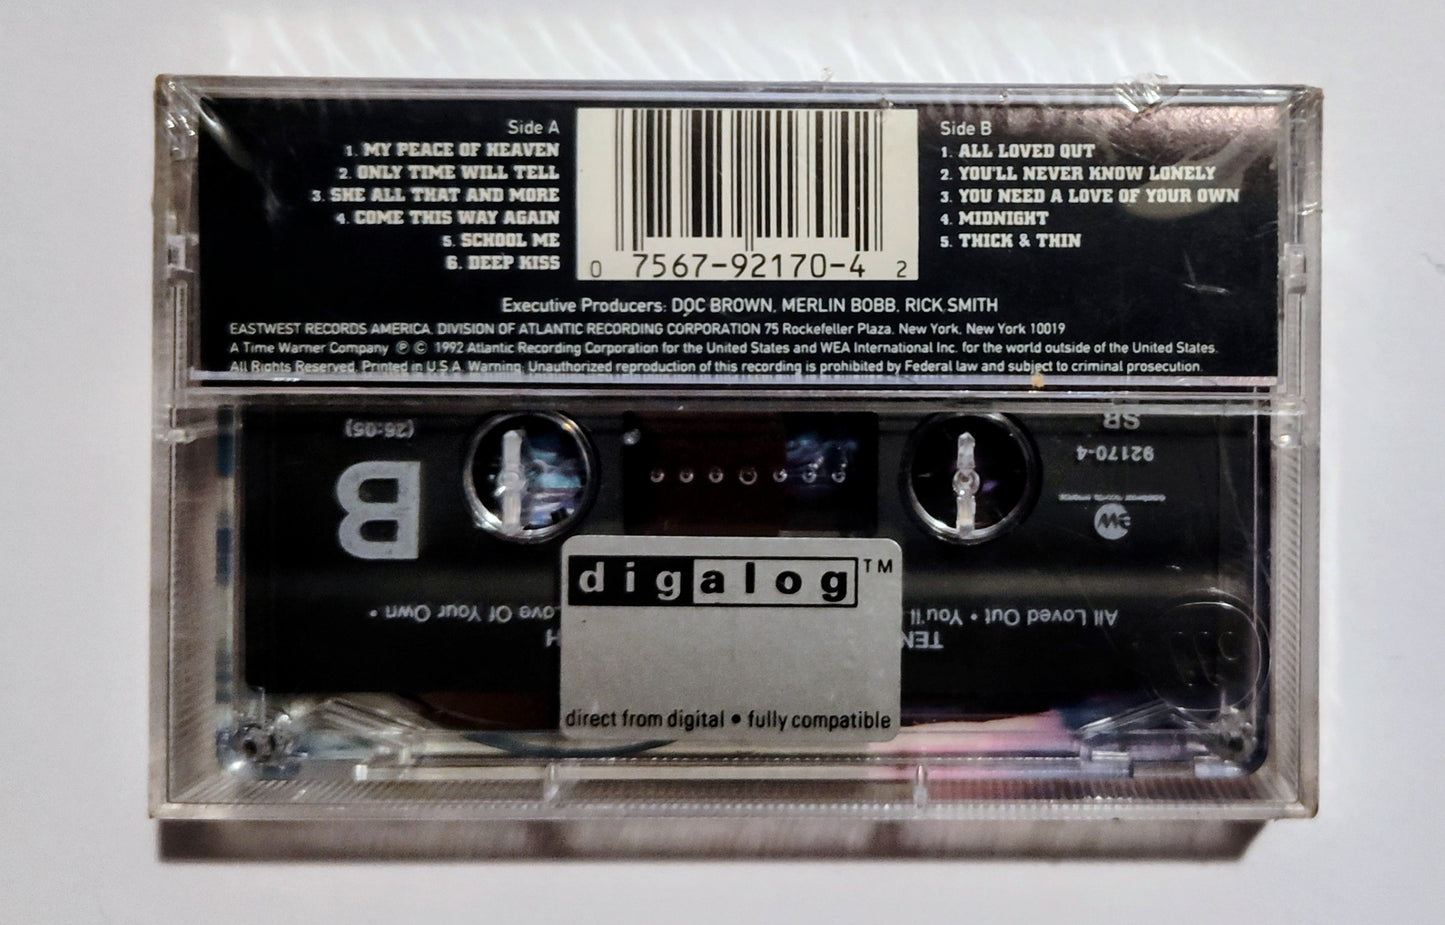 Side A
1. MY PEACE OF HEAVEN
2. ONLY TIME WILL TELL
3. SHE ALL THAT AND MORE
4. COME THIS WAY AGAIN
5. SCHOOL ME
6. DEEP KISS
0 7567-92170-4 2
Side B
1. ALL LOVED OUT
2. YOU'LL NEVER KNOW LONELY
3. YOU NEED A LOVE OF YOUR OWN
4. MIDNIGHT
5. THICK & THIN
Executive Producers: DOC BROWN, MERLIN BOBB, RICK SMITH
EASTWEST RECORDS AMERICA, DIVISION OF ATLANTIC RECORDING CORPORATION 75 Rockefeller Plaza, New York, New York 10019
A Time Warner Company ℗ © 1992 Atlantic Recording Corporation for the United States and WEA International Inc. for the world outside of the United States.
All Rights Reserved. Printed in U.S.A. Warning: Unauthorized reproduction of this recording is prohibited by Federal law and subject to criminal prosecution.
(26:05)
B
SR
92170-4
ew
digalog™
direct from digital • fully compatible
TEN
All Loved Out • You'll
ove Of Your Own •